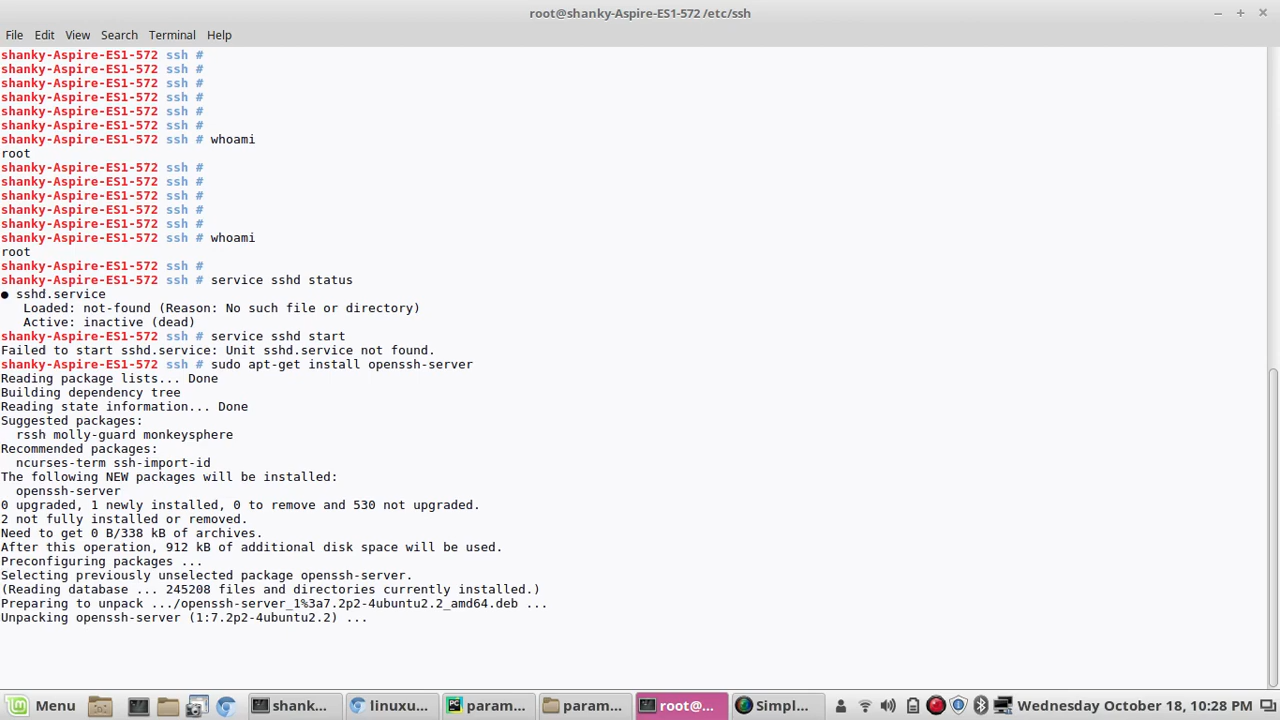 root@shanky-Aspire-ES1-572 /etc/ssh
File Edit View Search Terminal Help
shanky-Aspire-ES1-572 ssh #
shanky-Aspire-ES1-572 ssh #
shanky-Aspire-ES1-572 ssh #
shanky-Aspire-ES1-572 ssh #
shanky-Aspire-ES1-572 ssh #
shanky-Aspire-ES1-572 ssh #
shanky-Aspire-ES1-572 ssh # whoami
root
shanky-Aspire-ES1-572 ssh #
shanky-Aspire-ES1-572 ssh #
shanky-Aspire-ES1-572 ssh #
shanky-Aspire-ES1-572 ssh #
shanky-Aspire-ES1-572 ssh #
shanky-Aspire-ES1-572 ssh # whoami
root
shanky-Aspire-ES1-572 ssh #
shanky-Aspire-ES1-572 ssh # service sshd status
● sshd.service
   Loaded: not-found (Reason: No such file or directory)
   Active: inactive (dead)
shanky-Aspire-ES1-572 ssh # service sshd start
Failed to start sshd.service: Unit sshd.service not found.
shanky-Aspire-ES1-572 ssh # sudo apt-get install openssh-server
Reading package lists... Done
Building dependency tree
Reading state information... Done
Suggested packages:
  rssh molly-guard monkeysphere
Recommended packages:
  ncurses-term ssh-import-id
The following NEW packages will be installed:
  openssh-server
0 upgraded, 1 newly installed, 0 to remove and 530 not upgraded.
2 not fully installed or removed.
Need to get 0 B/338 kB of archives.
After this operation, 912 kB of additional disk space will be used.
Preconfiguring packages ...
Selecting previously unselected package openssh-server.
(Reading database ... 245208 files and directories currently installed.)
Preparing to unpack .../openssh-server_1%3a7.2p2-4ubuntu2.2_amd64.deb ...
Unpacking openssh-server (1:7.2p2-4ubuntu2.2) ...
Menu shank... linuxu... param... param... root@... Simpl... Wednesday October 18, 10:28 PM